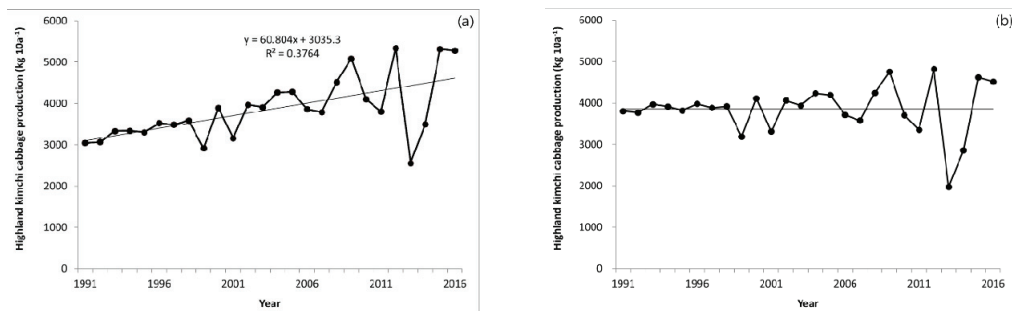 (a)
Highland kimchi cabbage production (kg 10a⁻¹)
6000
5000
4000
3000
2000
1000
0
y = 60.804x + 3035.3
R² = 0.3764
1991 1996 2001 2006 2011 2016
Year
(b)
Highland kimchi cabbage production (kg 10a⁻¹)
6000
5000
4000
3000
2000
1000
0
1991 1996 2001 2006 2011 2016
Year